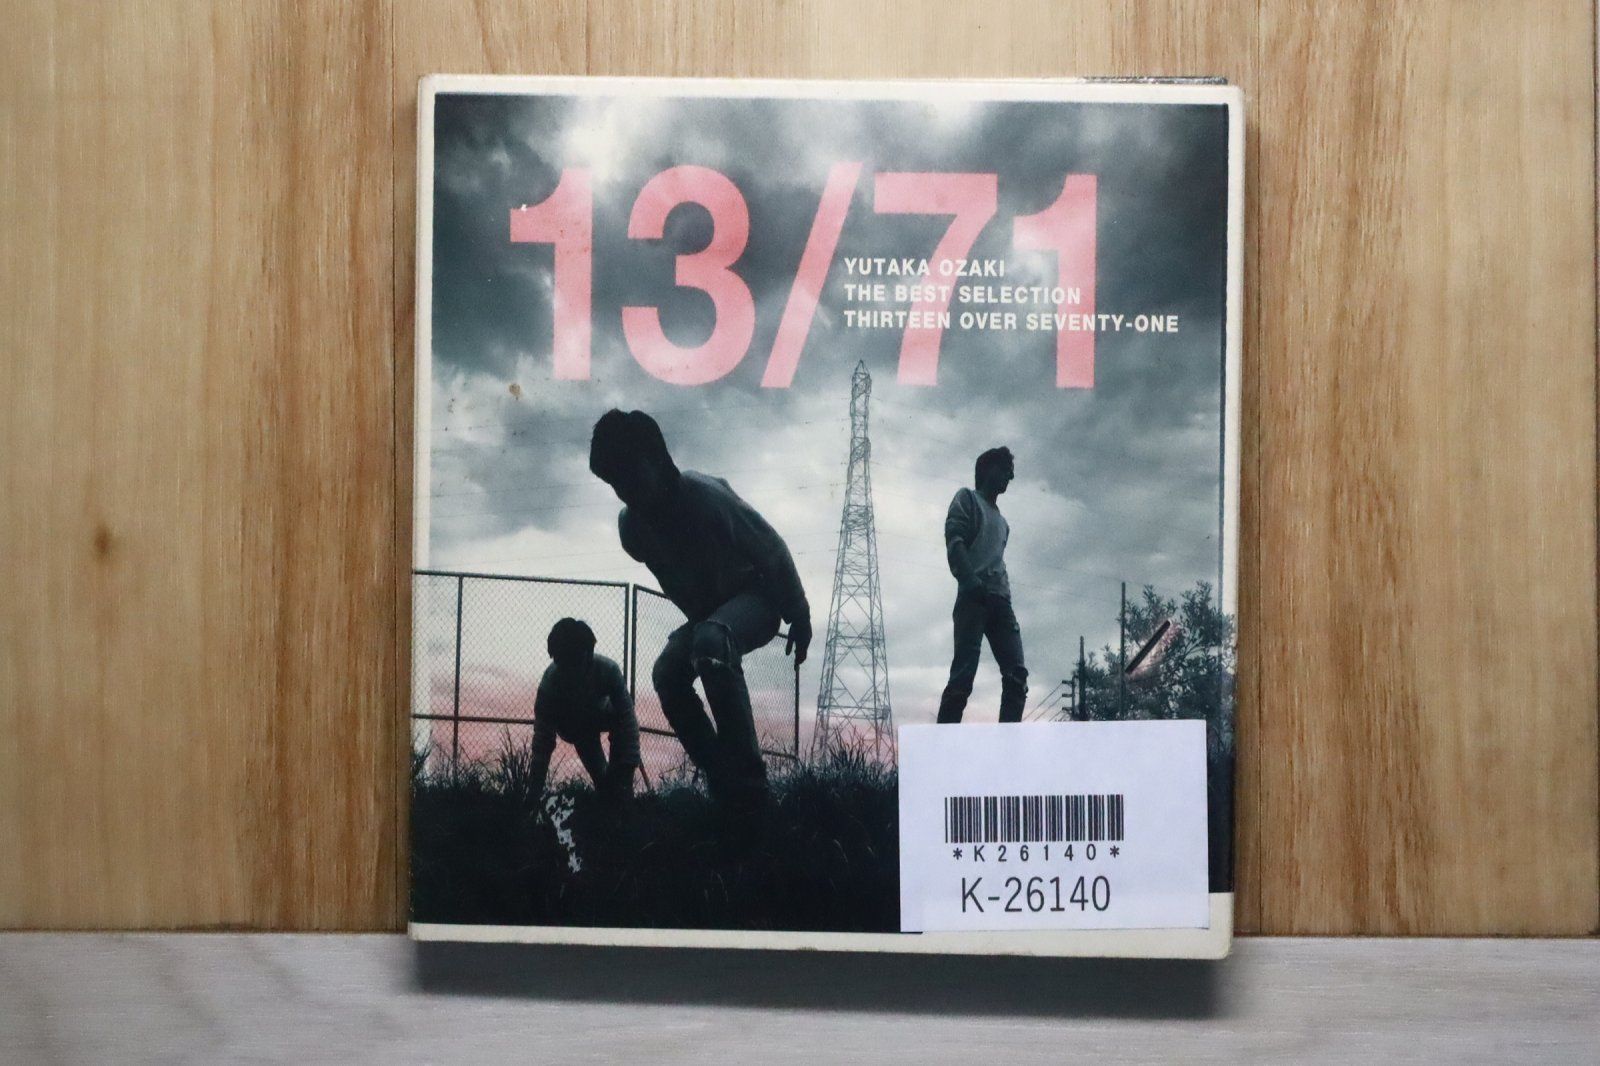 13/71
YUTAKA OZAKI
THE BEST SELECTION
THIRTEEN OVER SEVENTY-ONE
*K26140*
K-26140